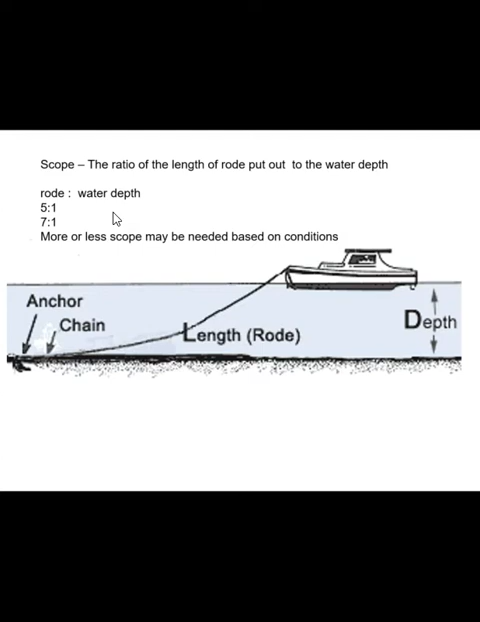 Scope – The ratio of the length of rode put out to the water depth
rode : water depth
5:1
7:1
More or less scope may be needed based on conditions
Anchor
Chain
Length (Rode)
Depth